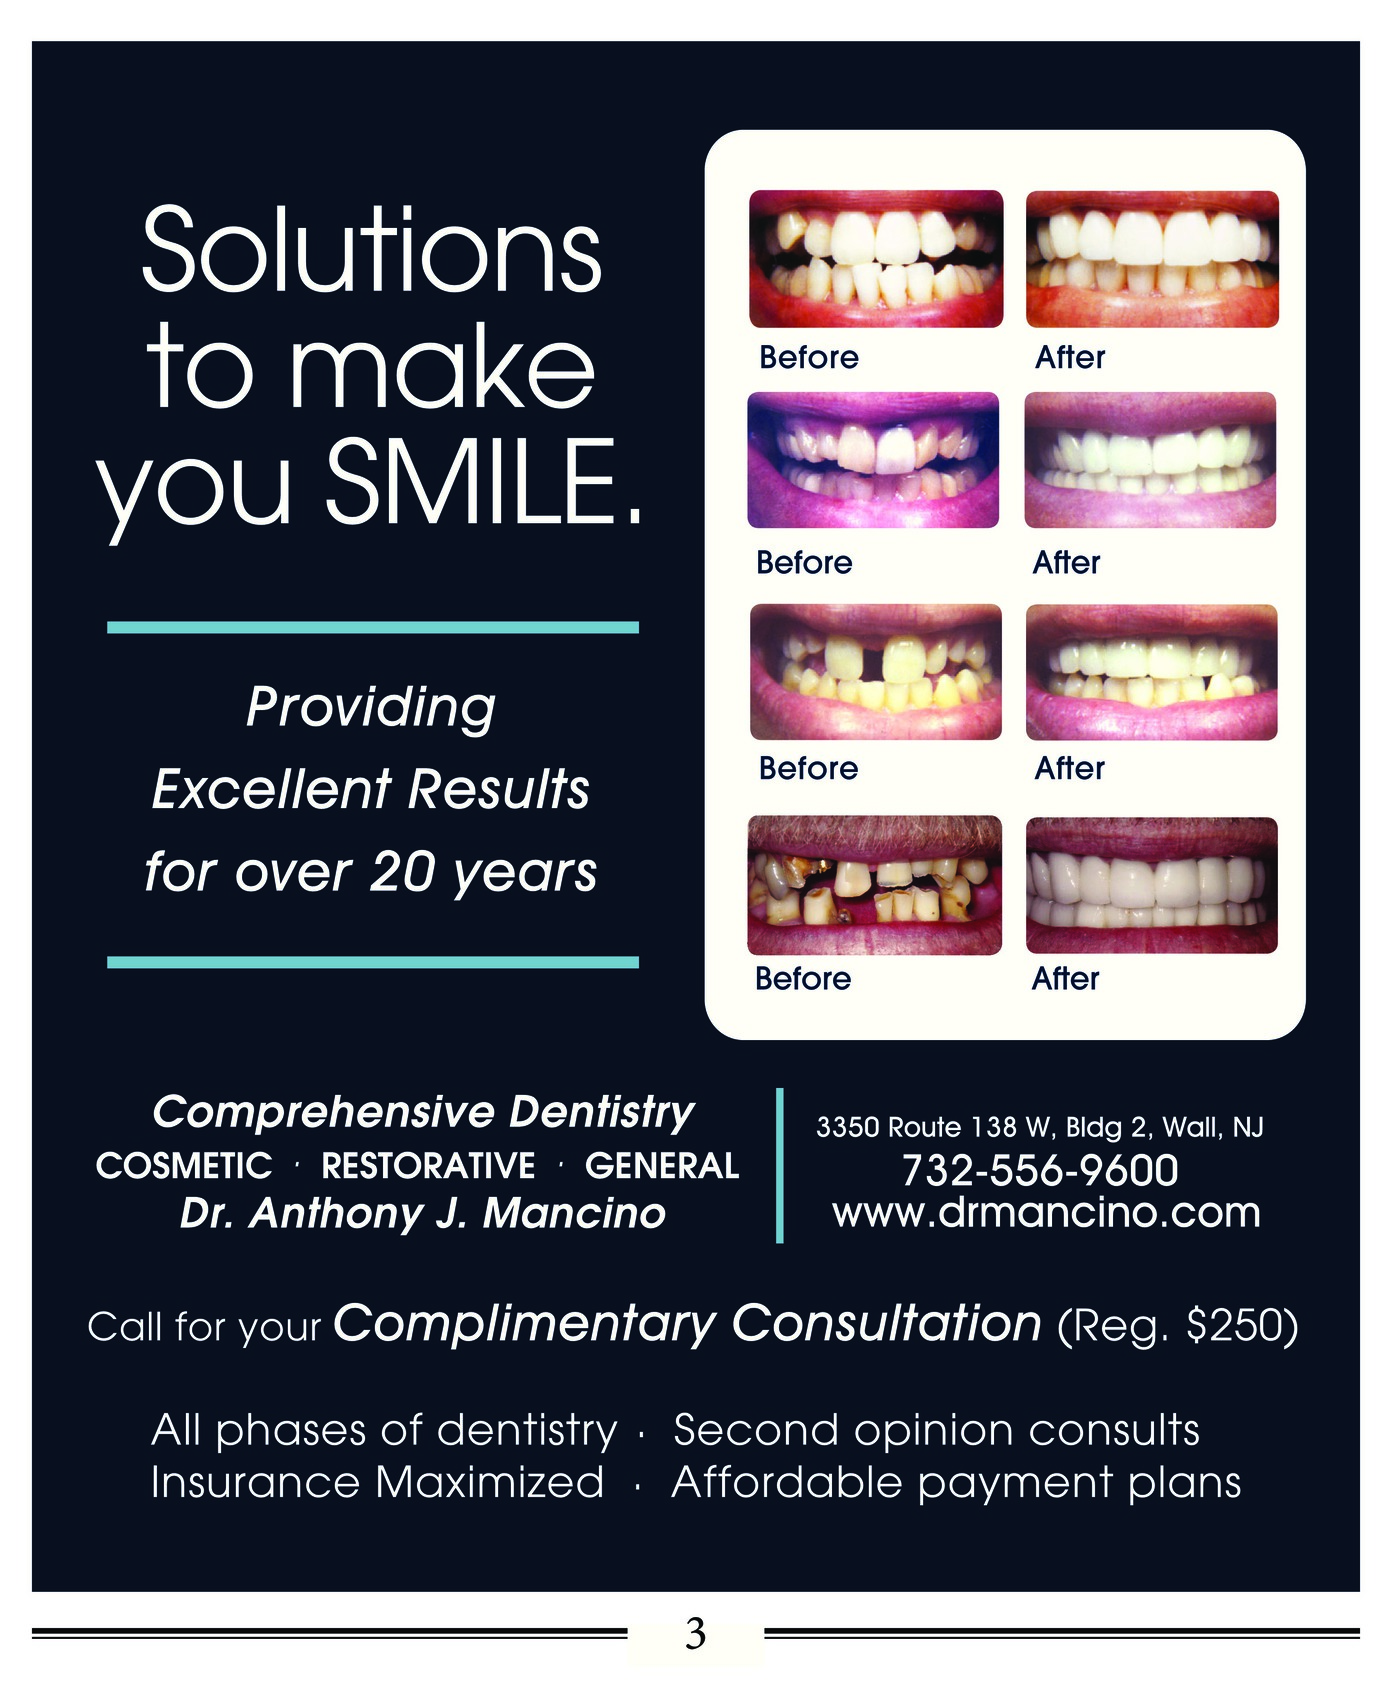 Solutions
to make
you SMILE.
Providing
Excellent Results
for over 20 years
Before
After
Before
After
Before
After
Before
After
Comprehensive Dentistry
COSMETIC · RESTORATIVE · GENERAL
Dr. Anthony J. Mancino
3350 Route 138 W, Bldg 2, Wall, NJ
732-556-9600
www.drmancino.com
Call for your Complimentary Consultation (Reg. $250)
All phases of dentistry · Second opinion consults
Insurance Maximized · Affordable payment plans
3